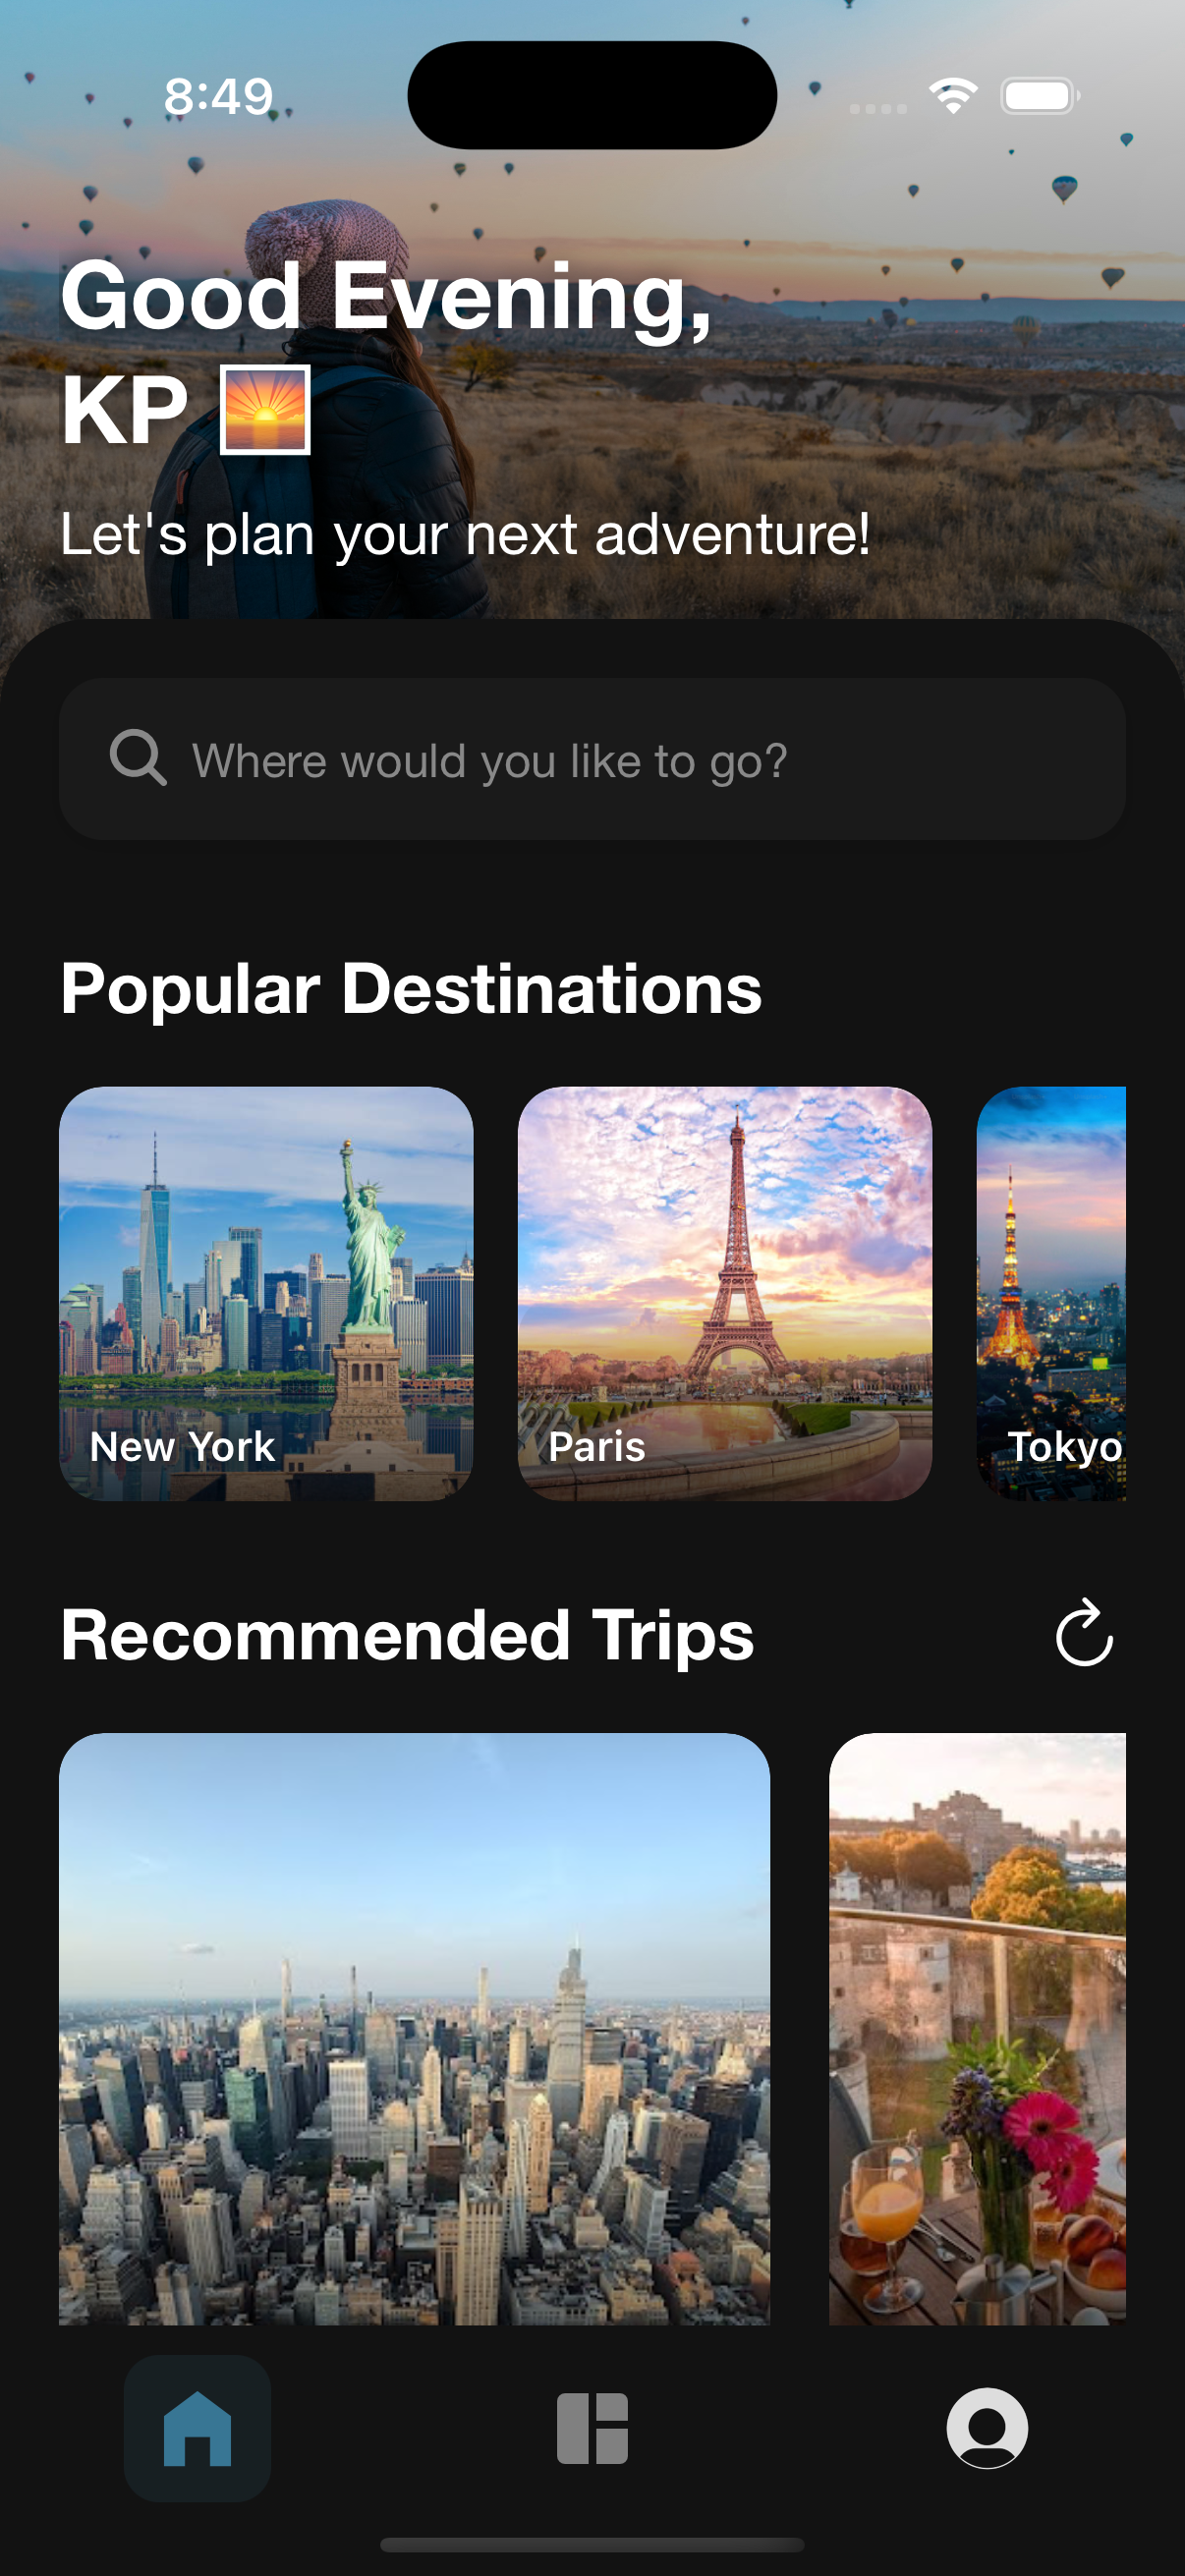 8:49
Good Evening,
KP 🌅
Let's plan your next adventure!
Where would you like to go?
Popular Destinations
New York
Paris
Tokyo
Recommended Trips